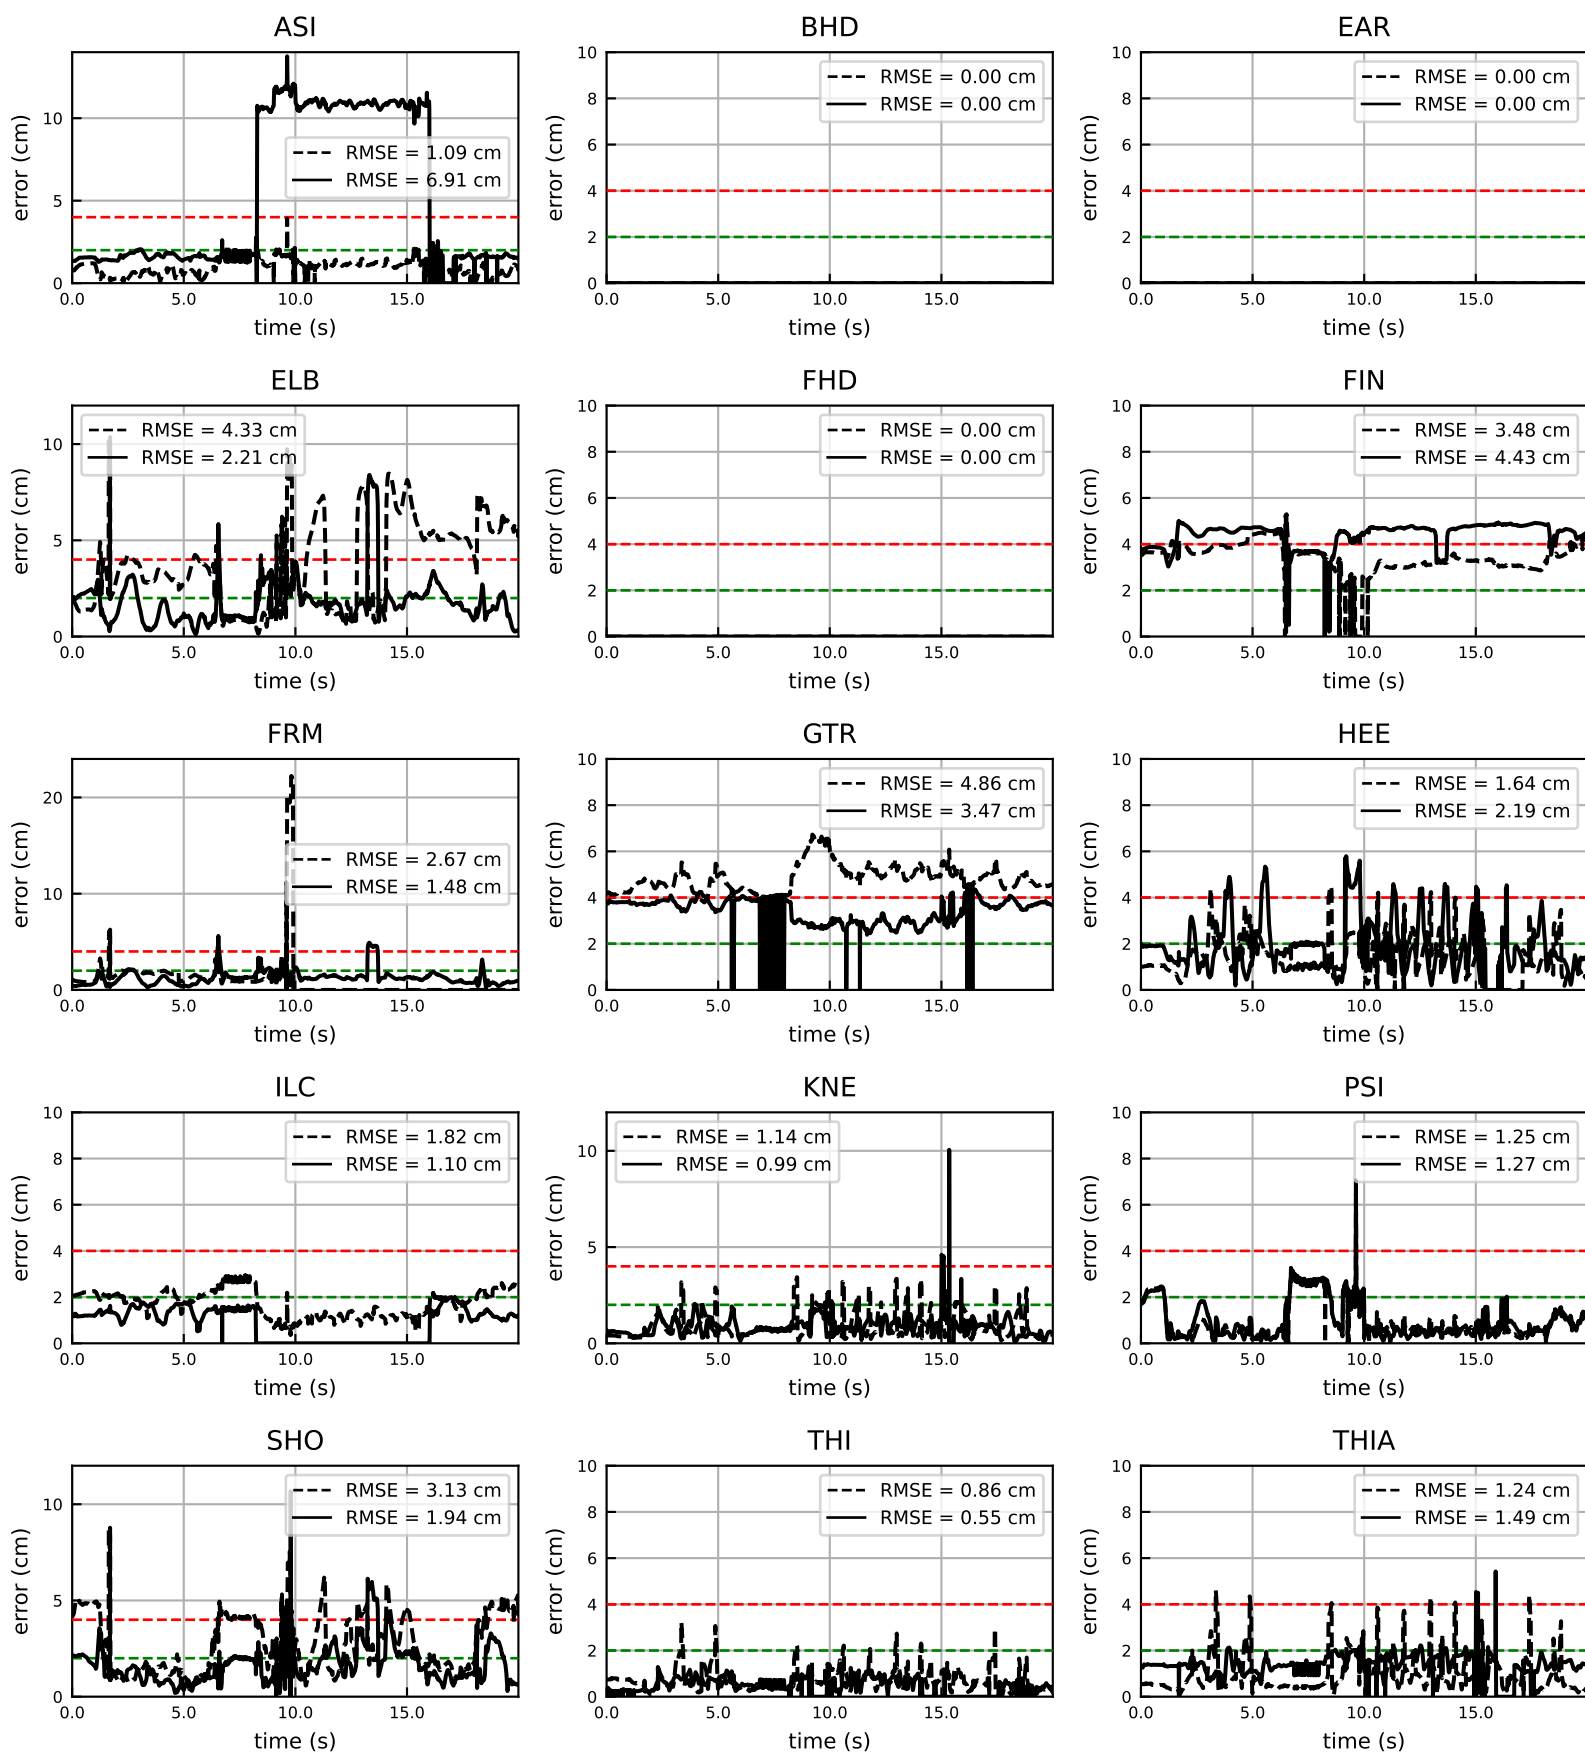 ASI
BHD
EAR
error (cm)
10
5
0
RMSE = 1.09 cm
RMSE = 6.91 cm
0.0 5.0 10.0 15.0
time (s)
error (cm)
10
8
6
4
2
0
RMSE = 0.00 cm
RMSE = 0.00 cm
0.0 5.0 10.0 15.0
time (s)
error (cm)
10
8
6
4
2
0
RMSE = 0.00 cm
RMSE = 0.00 cm
0.0 5.0 10.0 15.0
time (s)
ELB
FHD
FIN
error (cm)
10
5
0
RMSE = 4.33 cm
RMSE = 2.21 cm
0.0 5.0 10.0 15.0
time (s)
error (cm)
10
8
6
4
2
0
RMSE = 0.00 cm
RMSE = 0.00 cm
0.0 5.0 10.0 15.0
time (s)
error (cm)
10
8
6
4
2
0
RMSE = 3.48 cm
RMSE = 4.43 cm
0.0 5.0 10.0 15.0
time (s)
FRM
GTR
HEE
error (cm)
20
10
0
RMSE = 2.67 cm
RMSE = 1.48 cm
0.0 5.0 10.0 15.0
time (s)
error (cm)
10
8
6
4
2
0
RMSE = 4.86 cm
RMSE = 3.47 cm
0.0 5.0 10.0 15.0
time (s)
error (cm)
10
8
6
4
2
0
RMSE = 1.64 cm
RMSE = 2.19 cm
0.0 5.0 10.0 15.0
time (s)
ILC
KNE
PSI
error (cm)
10
8
6
4
2
0
RMSE = 1.82 cm
RMSE = 1.10 cm
0.0 5.0 10.0 15.0
time (s)
error (cm)
10
5
0
RMSE = 1.14 cm
RMSE = 0.99 cm
0.0 5.0 10.0 15.0
time (s)
error (cm)
10
8
6
4
2
0
RMSE = 1.25 cm
RMSE = 1.27 cm
0.0 5.0 10.0 15.0
time (s)
SHO
THI
THIA
error (cm)
10
5
0
RMSE = 3.13 cm
RMSE = 1.94 cm
0.0 5.0 10.0 15.0
time (s)
error (cm)
10
8
6
4
2
0
RMSE = 0.86 cm
RMSE = 0.55 cm
0.0 5.0 10.0 15.0
time (s)
error (cm)
10
8
6
4
2
0
RMSE = 1.24 cm
RMSE = 1.49 cm
0.0 5.0 10.0 15.0
time (s)